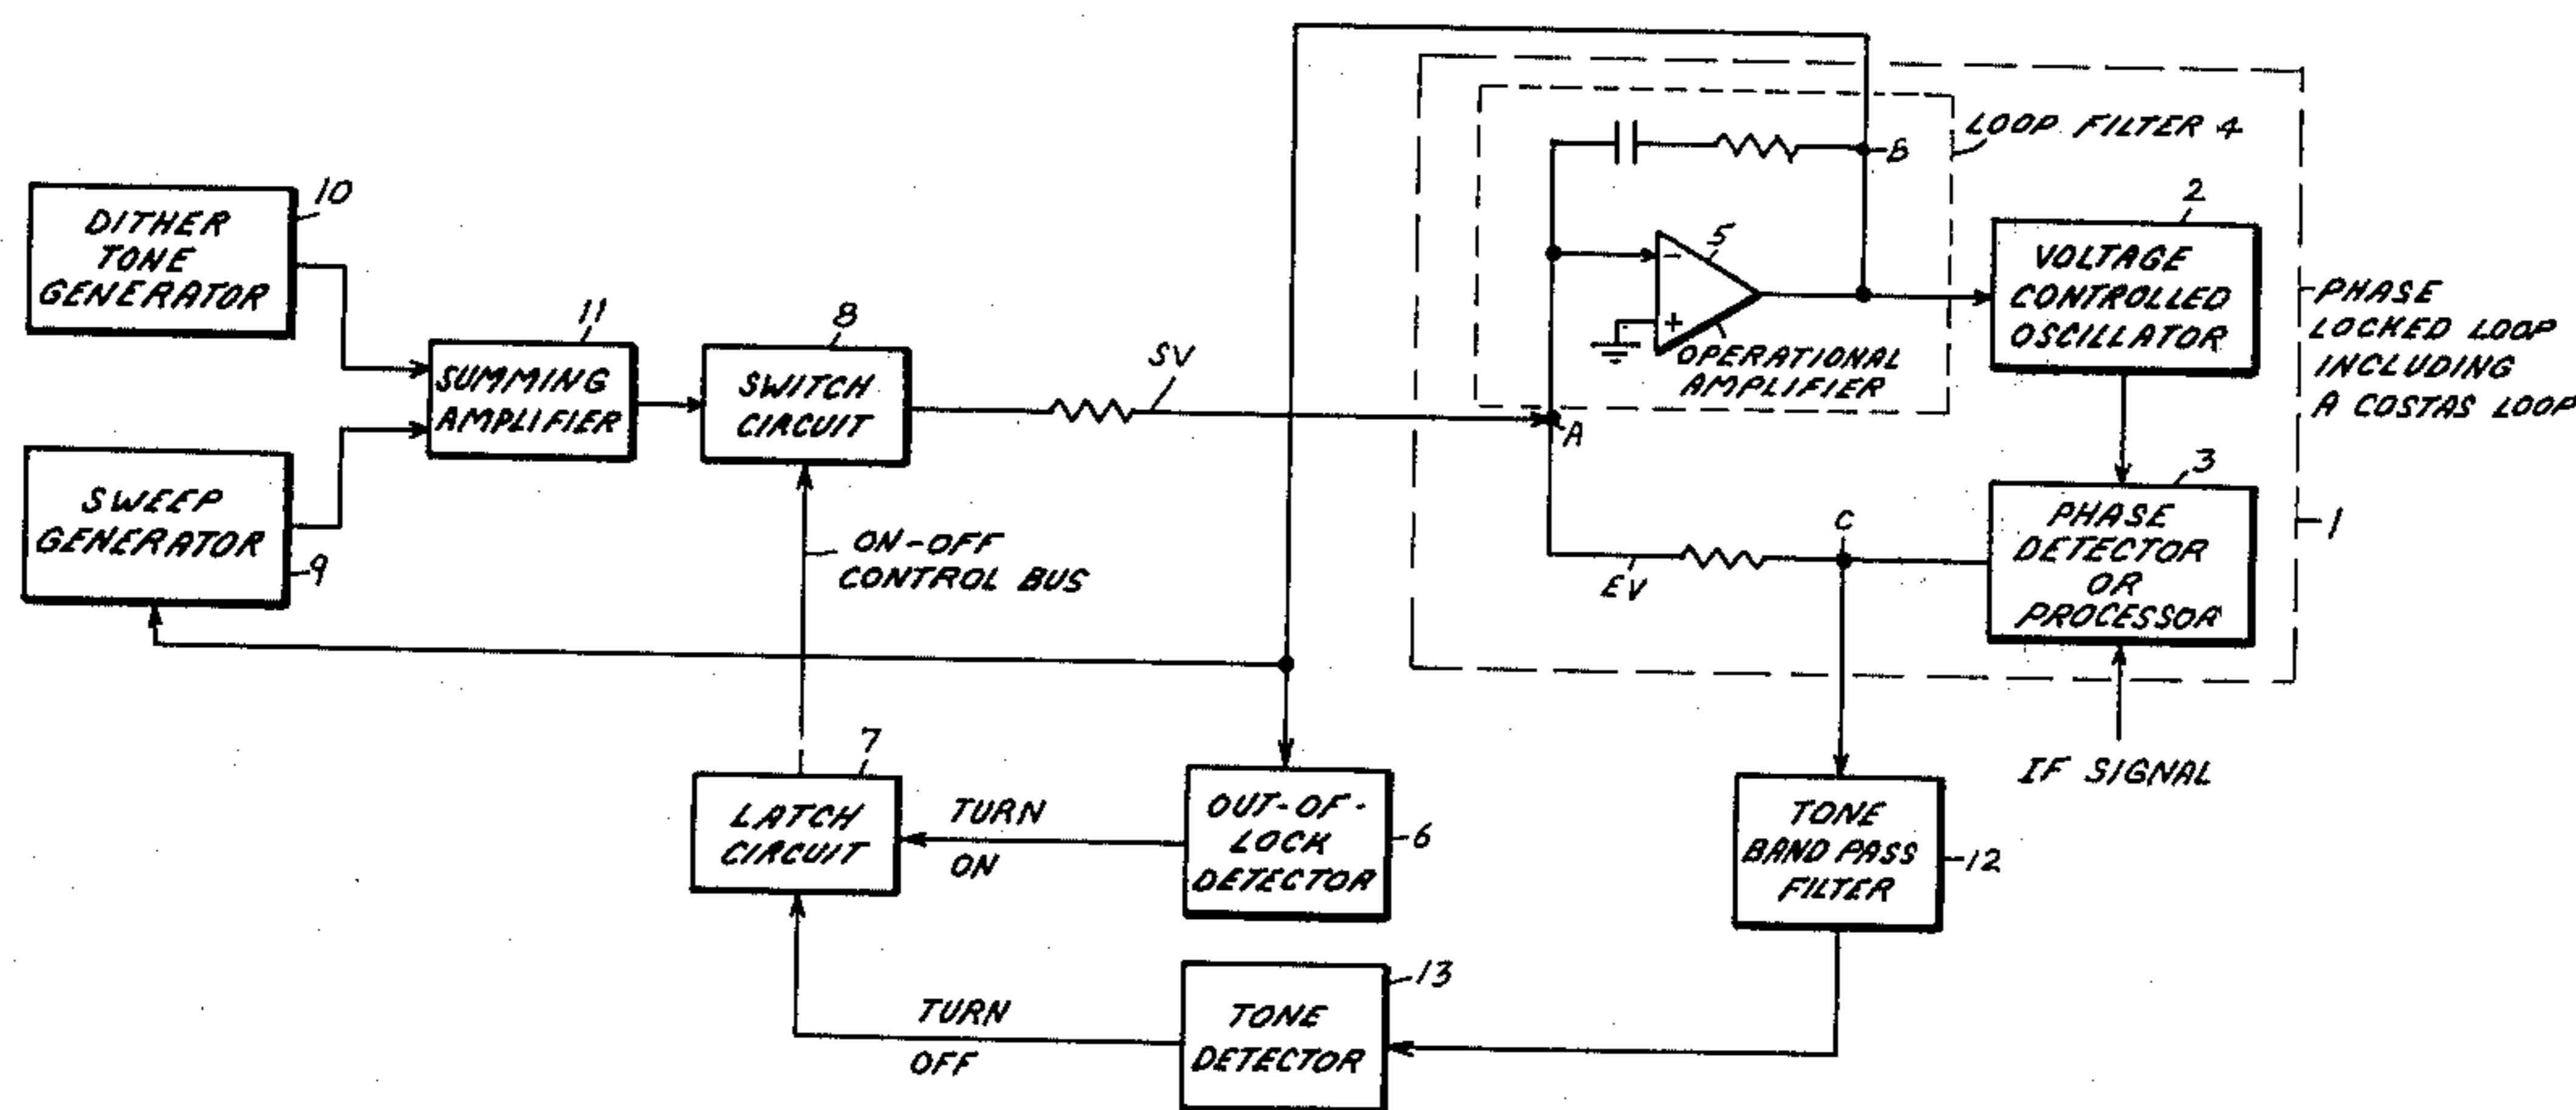 10
DITHER
TONE
GENERATOR
SWEEP
GENERATOR
9
11
SUMMING
AMPLIFIER
8
SWITCH
CIRCUIT
SV
ON-OFF
CONTROL BUS
7
LATCH
CIRCUIT
TURN
ON
TURN
OFF
OUT-OF-
LOCK
DETECTOR
6
13
TONE
DETECTOR
LOOP FILTER 4
B
5
-
+
OPERATIONAL
AMPLIFIER
A
EV
C
2
VOLTAGE
CONTROLLED
OSCILLATOR
3
PHASE
DETECTOR
OR
PROCESSOR
PHASE
LOCKED LOOP
INCLUDING
A COSTAS LOOP
1
IF SIGNAL
TONE
BAND PASS
FILTER
12